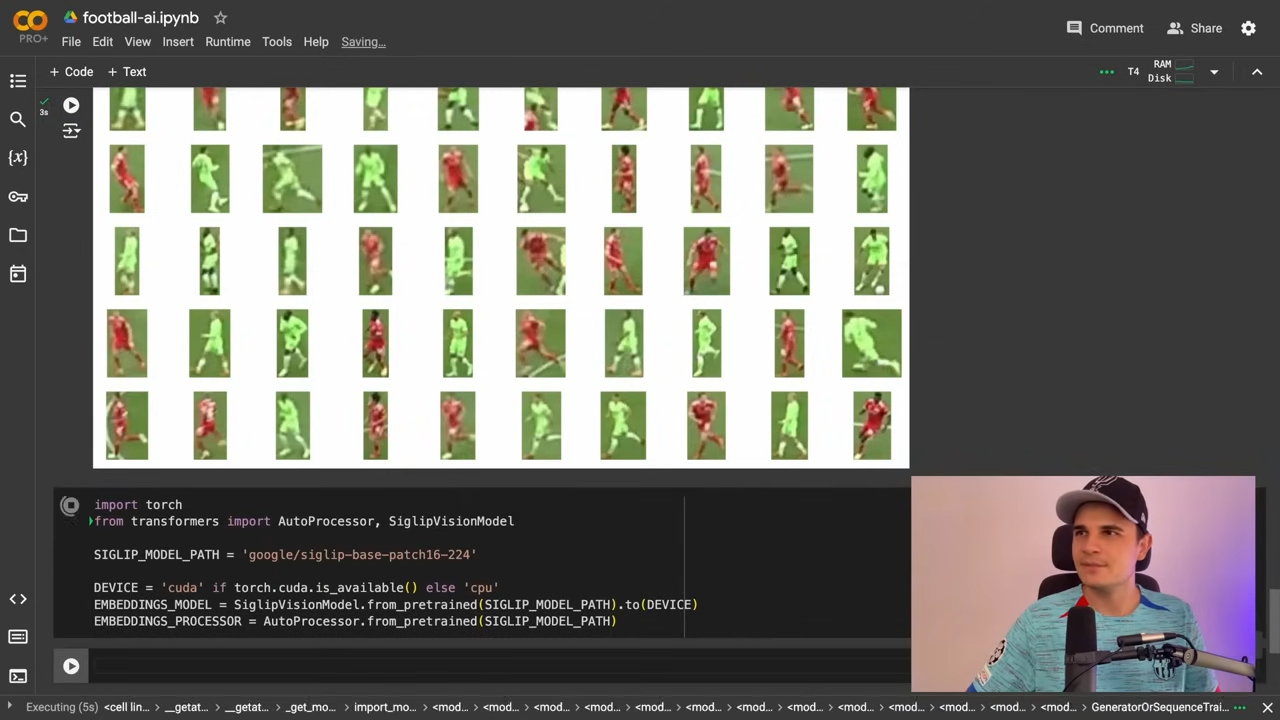 PRO+
football-ai.ipynb
File Edit View Insert Runtime Tools Help Saving...
Comment
Share
+ Code + Text
T4
RAM
Disk
3s
{x}
import torch
from transformers import AutoProcessor, SiglipVisionModel
SIGLIP_MODEL_PATH = 'google/siglip-base-patch16-224'
DEVICE = 'cuda' if torch.cuda.is_available() else 'cpu'
EMBEDDINGS_MODEL = SiglipVisionModel.from_pretrained(SIGLIP_MODEL_PATH).to(DEVICE)
EMBEDDINGS_PROCESSOR = AutoProcessor.from_pretrained(SIGLIP_MODEL_PATH)
Executing (5s) <cell lin... __getat... __getat... _get_mo... import_mo... <mod... <mod... <mod... <mod... <mod... <mod... <mod... <mod... <mod... <mod... GeneratorOrSequenceTrai...